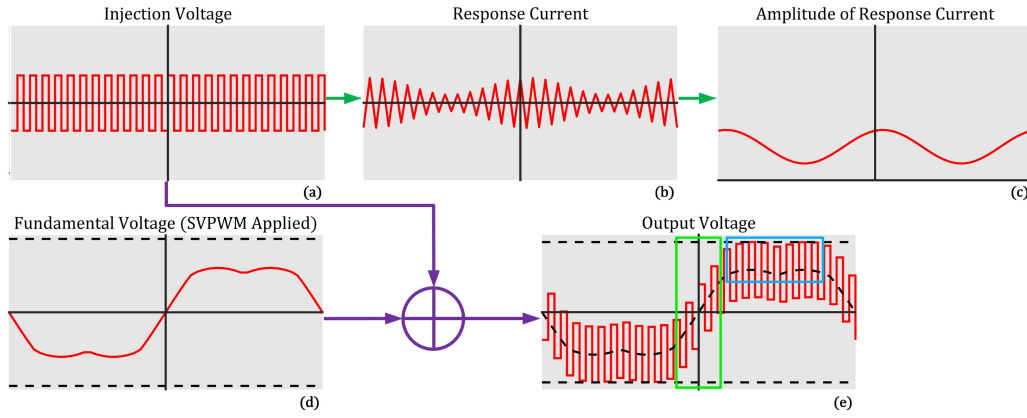 Injection Voltage
Response Current
Amplitude of Response Current
(a)
(b)
(c)
Fundamental Voltage (SVPWM Applied)
Output Voltage
(d)
(e)